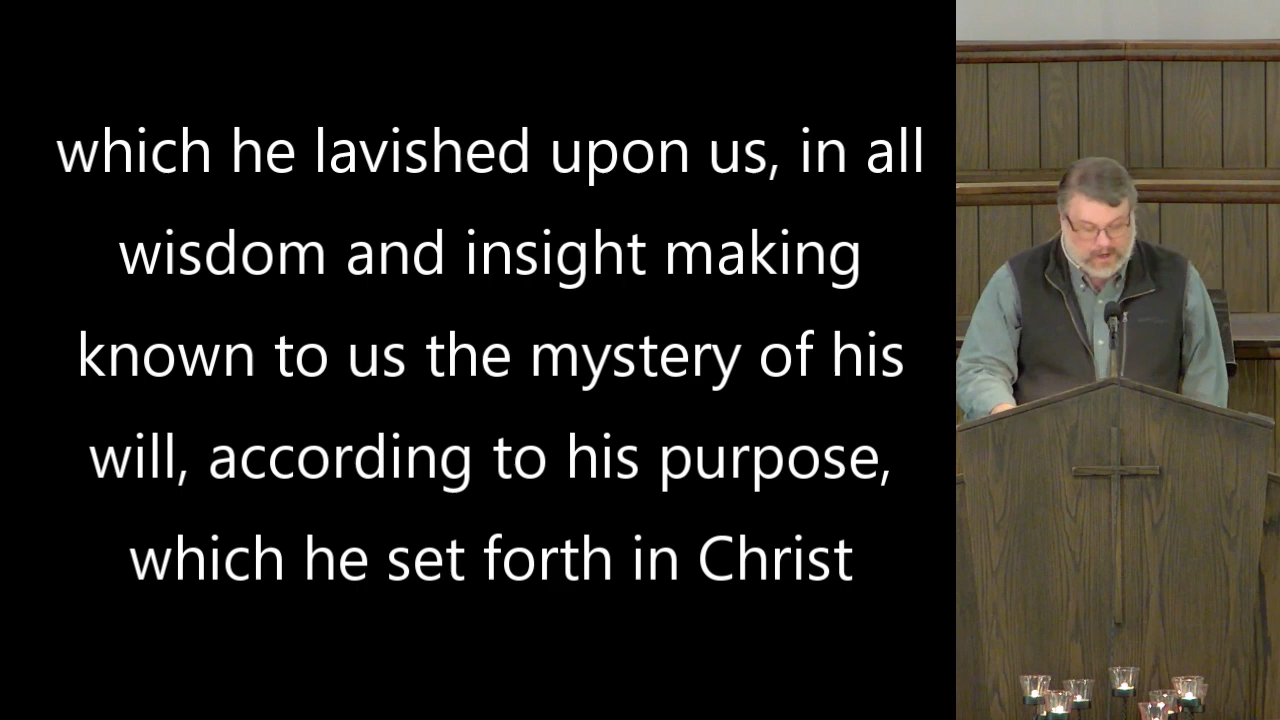 which he lavished upon us, in all
wisdom and insight making
known to us the mystery of his
will, according to his purpose,
which he set forth in Christ